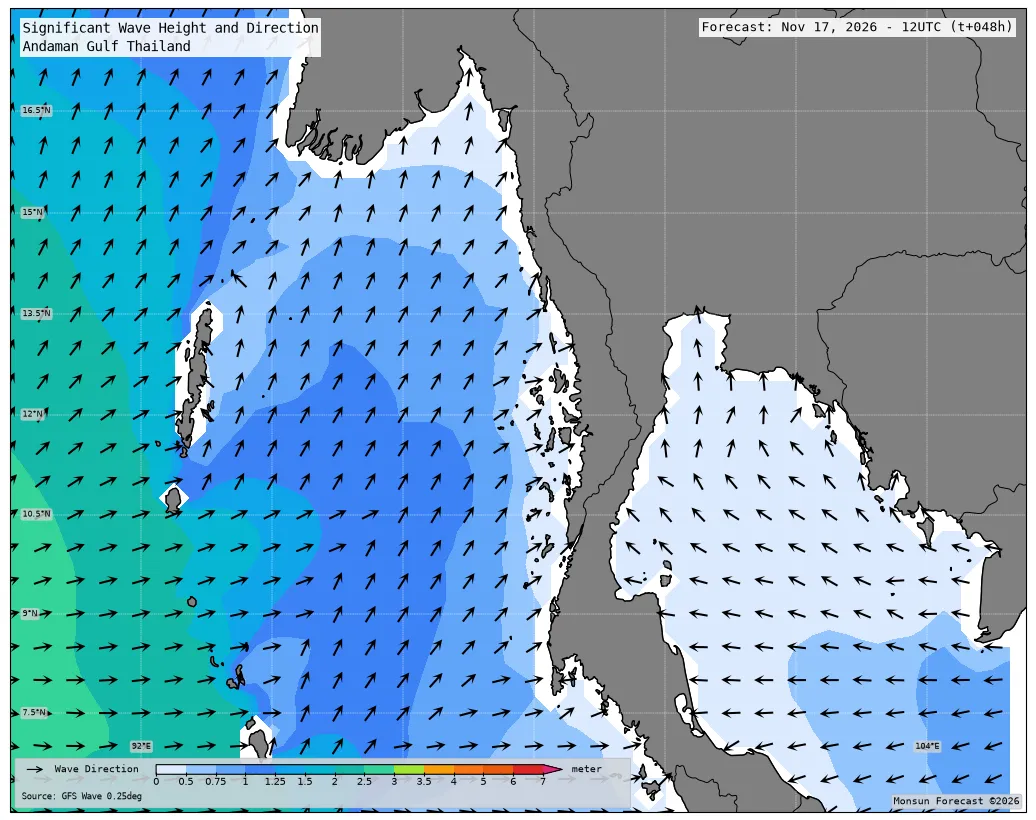 Significant Wave Height and Direction
Andaman Gulf Thailand
Forecast: Nov 17, 2026 - 12UTC (t+048h)
16.5°N
15°N
13.5°N
12°N
10.5°N
9°N
7.5°N
92°E
104°E
Wave Direction
meter
0.5 0.75 1 1.25 1.5 2 2.5 3 3.5 4 5 6 7
Source: GFS Wave 0.25deg
Monsun Forecast ©2026